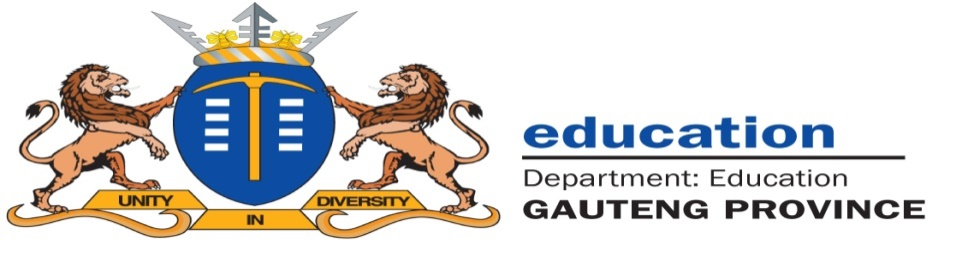 UNITY
IN
DIVERSITY
education
Department: Education
GAUTENG PROVINCE